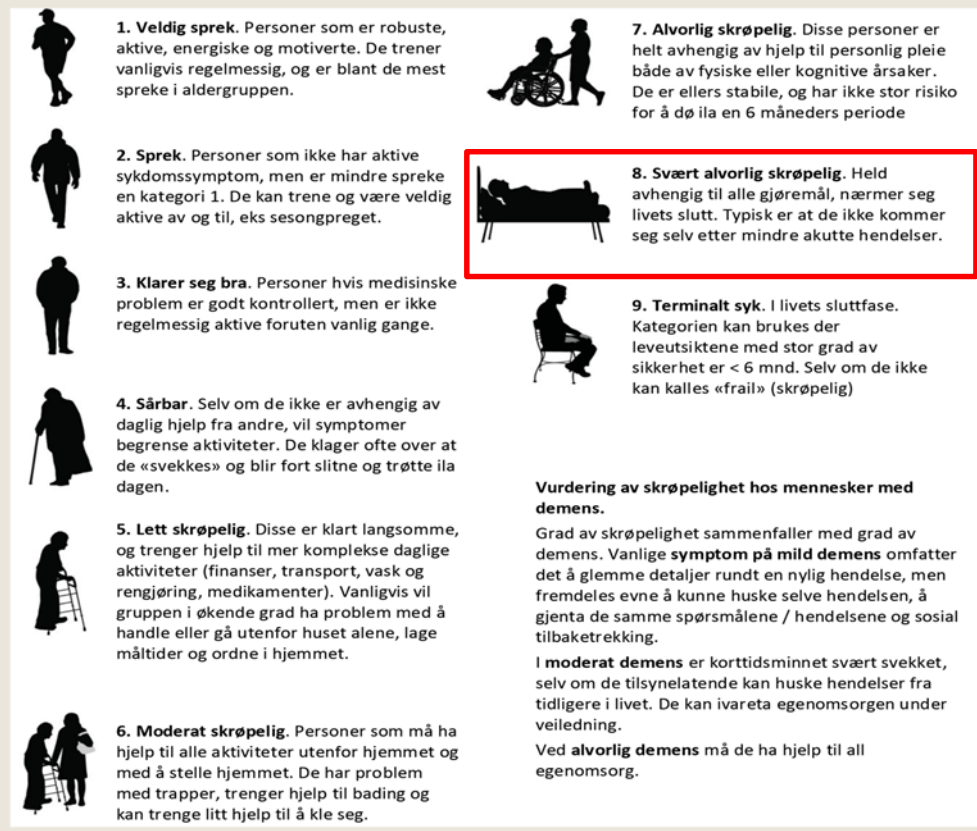 1. Veldig sprek. Personer som er robuste,
aktive, energiske og motiverte. De trener
vanligvis regelmessig, og er blant de mest
spreke i aldergruppen.
2. Sprek. Personer som ikke har aktive
sykdomssymptom, men er mindre spreke
en kategori 1. De kan trene og være veldig
aktive av og til, eks sesongpreget.
3. Klarer seg bra. Personer hvis medisinske
problem er godt kontrollert, men er ikke
regelmessig aktive foruten vanlig gange.
4. Sårbar. Selv om de ikke er avhengig av
daglig hjelp fra andre, vil symptomer
begrense aktiviteter. De klager ofte over at
de «svekkes» og blir fort slitne og trøtte ila
dagen.
5. Lett skrøpelig. Disse er klart langsomme,
og trenger hjelp til mer komplekse daglige
aktiviteter (finanser, transport, vask og
rengjøring, medikamenter). Vanligvis vil
gruppen i økende grad ha problem med å
handle eller gå utenfor huset alene, lage
måltider og ordne i hjemmet.
6. Moderat skrøpelig. Personer som må ha
hjelp til alle aktiviteter utenfor hjemmet og
med å stelle hjemmet. De har problem
med trapper, trenger hjelp til bading og
kan trenge litt hjelp til å kle seg.
7. Alvorlig skrøpelig. Disse personer er
helt avhengig av hjelp til personlig pleie
både av fysiske eller kognitive årsaker.
De er ellers stabile, og har ikke stor risiko
for å dø ila en 6 måneders periode
8. Svært alvorlig skrøpelig. Held
avhengig til alle gjøremål, nærmer seg
livets slutt. Typisk er at de ikke kommer
seg selv etter mindre akutte hendelser.
9. Terminalt syk. I livets sluttfase.
Kategorien kan brukes der
leveutsiktene med stor grad av
sikkerhet er < 6 mnd. Selv om de ikke
kan kalles «frail» (skrøpelig)
Vurdering av skrøpelighet hos mennesker med
demens.
Grad av skrøpelighet sammenfaller med grad av
demens. Vanlige symptom på mild demens omfatter
det å glemme detaljer rundt en nylig hendelse, men
fremdeles evne å kunne huske selve hendelsen, å
gjenta de samme spørsmålene / hendelsene og sosial
tilbaketrekking.
I moderat demens er korttidsminnet svært svekket,
selv om de tilsynelatende kan huske hendelser fra
tidligere i livet. De kan ivareta egenomsorgen under
veiledning.
Ved alvorlig demens må de ha hjelp til all
egenomsorg.